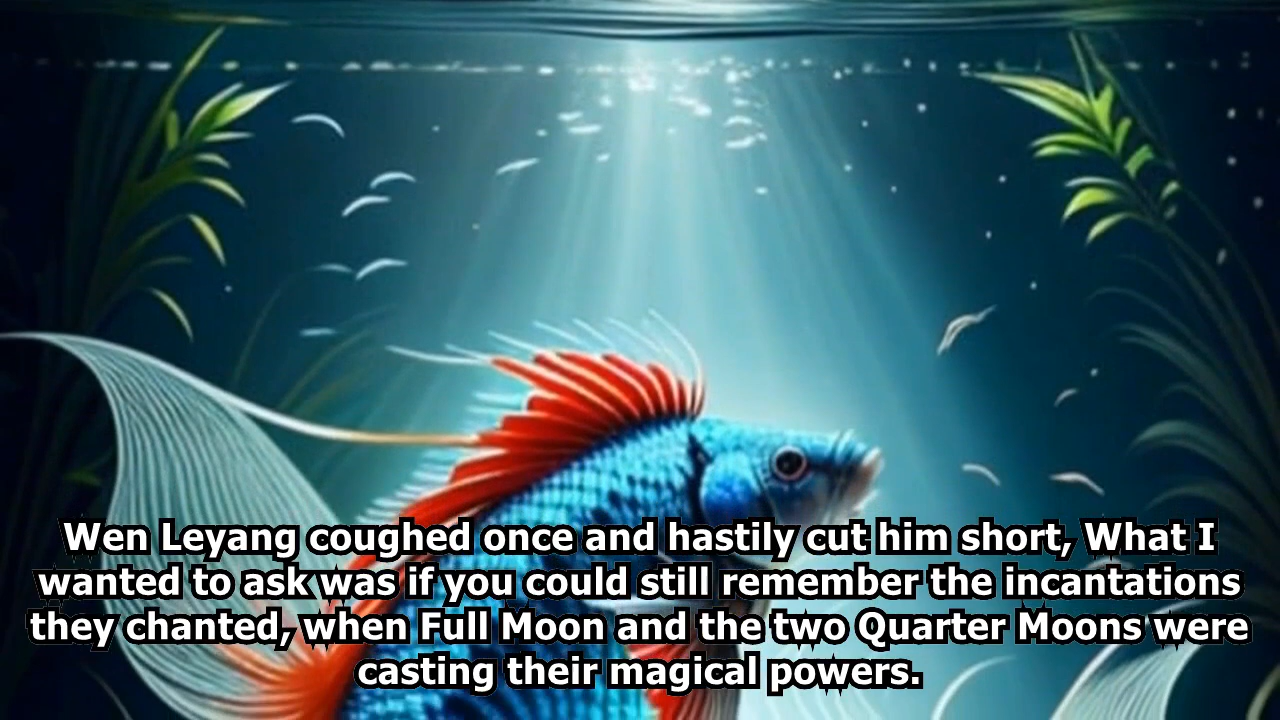 Wen Leyang coughed once and hastily cut him short, What I
wanted to ask was if you could still remember the incantations
they chanted, when Full Moon and the two Quarter Moons were
casting their magical powers.